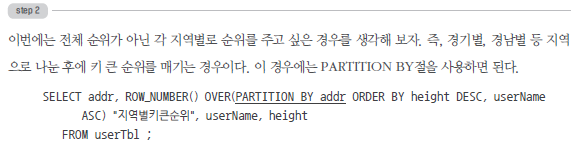 step 2
이번에는 전체 순위가 아닌 각 지역별로 순위를 주고 싶은 경우를 생각해 보자. 즉, 경기별, 경남별 등 지역
으로 나눈 후에 키 큰 순위를 매기는 경우이다. 이 경우에는 PARTITION BY절을 사용하면 된다.
SELECT addr, ROW_NUMBER() OVER(PARTITION BY addr ORDER BY height DESC, userName
ASC) "지역별키큰순위", userName, height
FROM userTbl ;